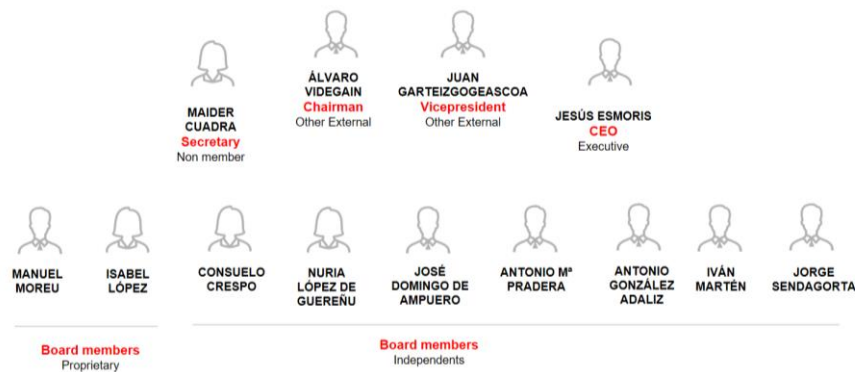 MAIDER
CUADRA
Secretary
Non member
ÁLVARO
VIDEGAIN
Chairman
Other External
JUAN
GARTEIZGOGEASCOA
Vicepresident
Other External
JESÚS ESMORIS
CEO
Executive
MANUEL
MOREU
ISABEL
LÓPEZ
CONSUELO
CRESPO
NURIA
LÓPEZ DE
GUEREÑU
JOSÉ
DOMINGO DE
AMPUERO
ANTONIO Mª
PRADERA
ANTONIO
GONZÁLEZ
ADALIZ
IVÁN
MARTÉN
JORGE
SENDAGORTA
Board members
Proprietary
Board members
Independents